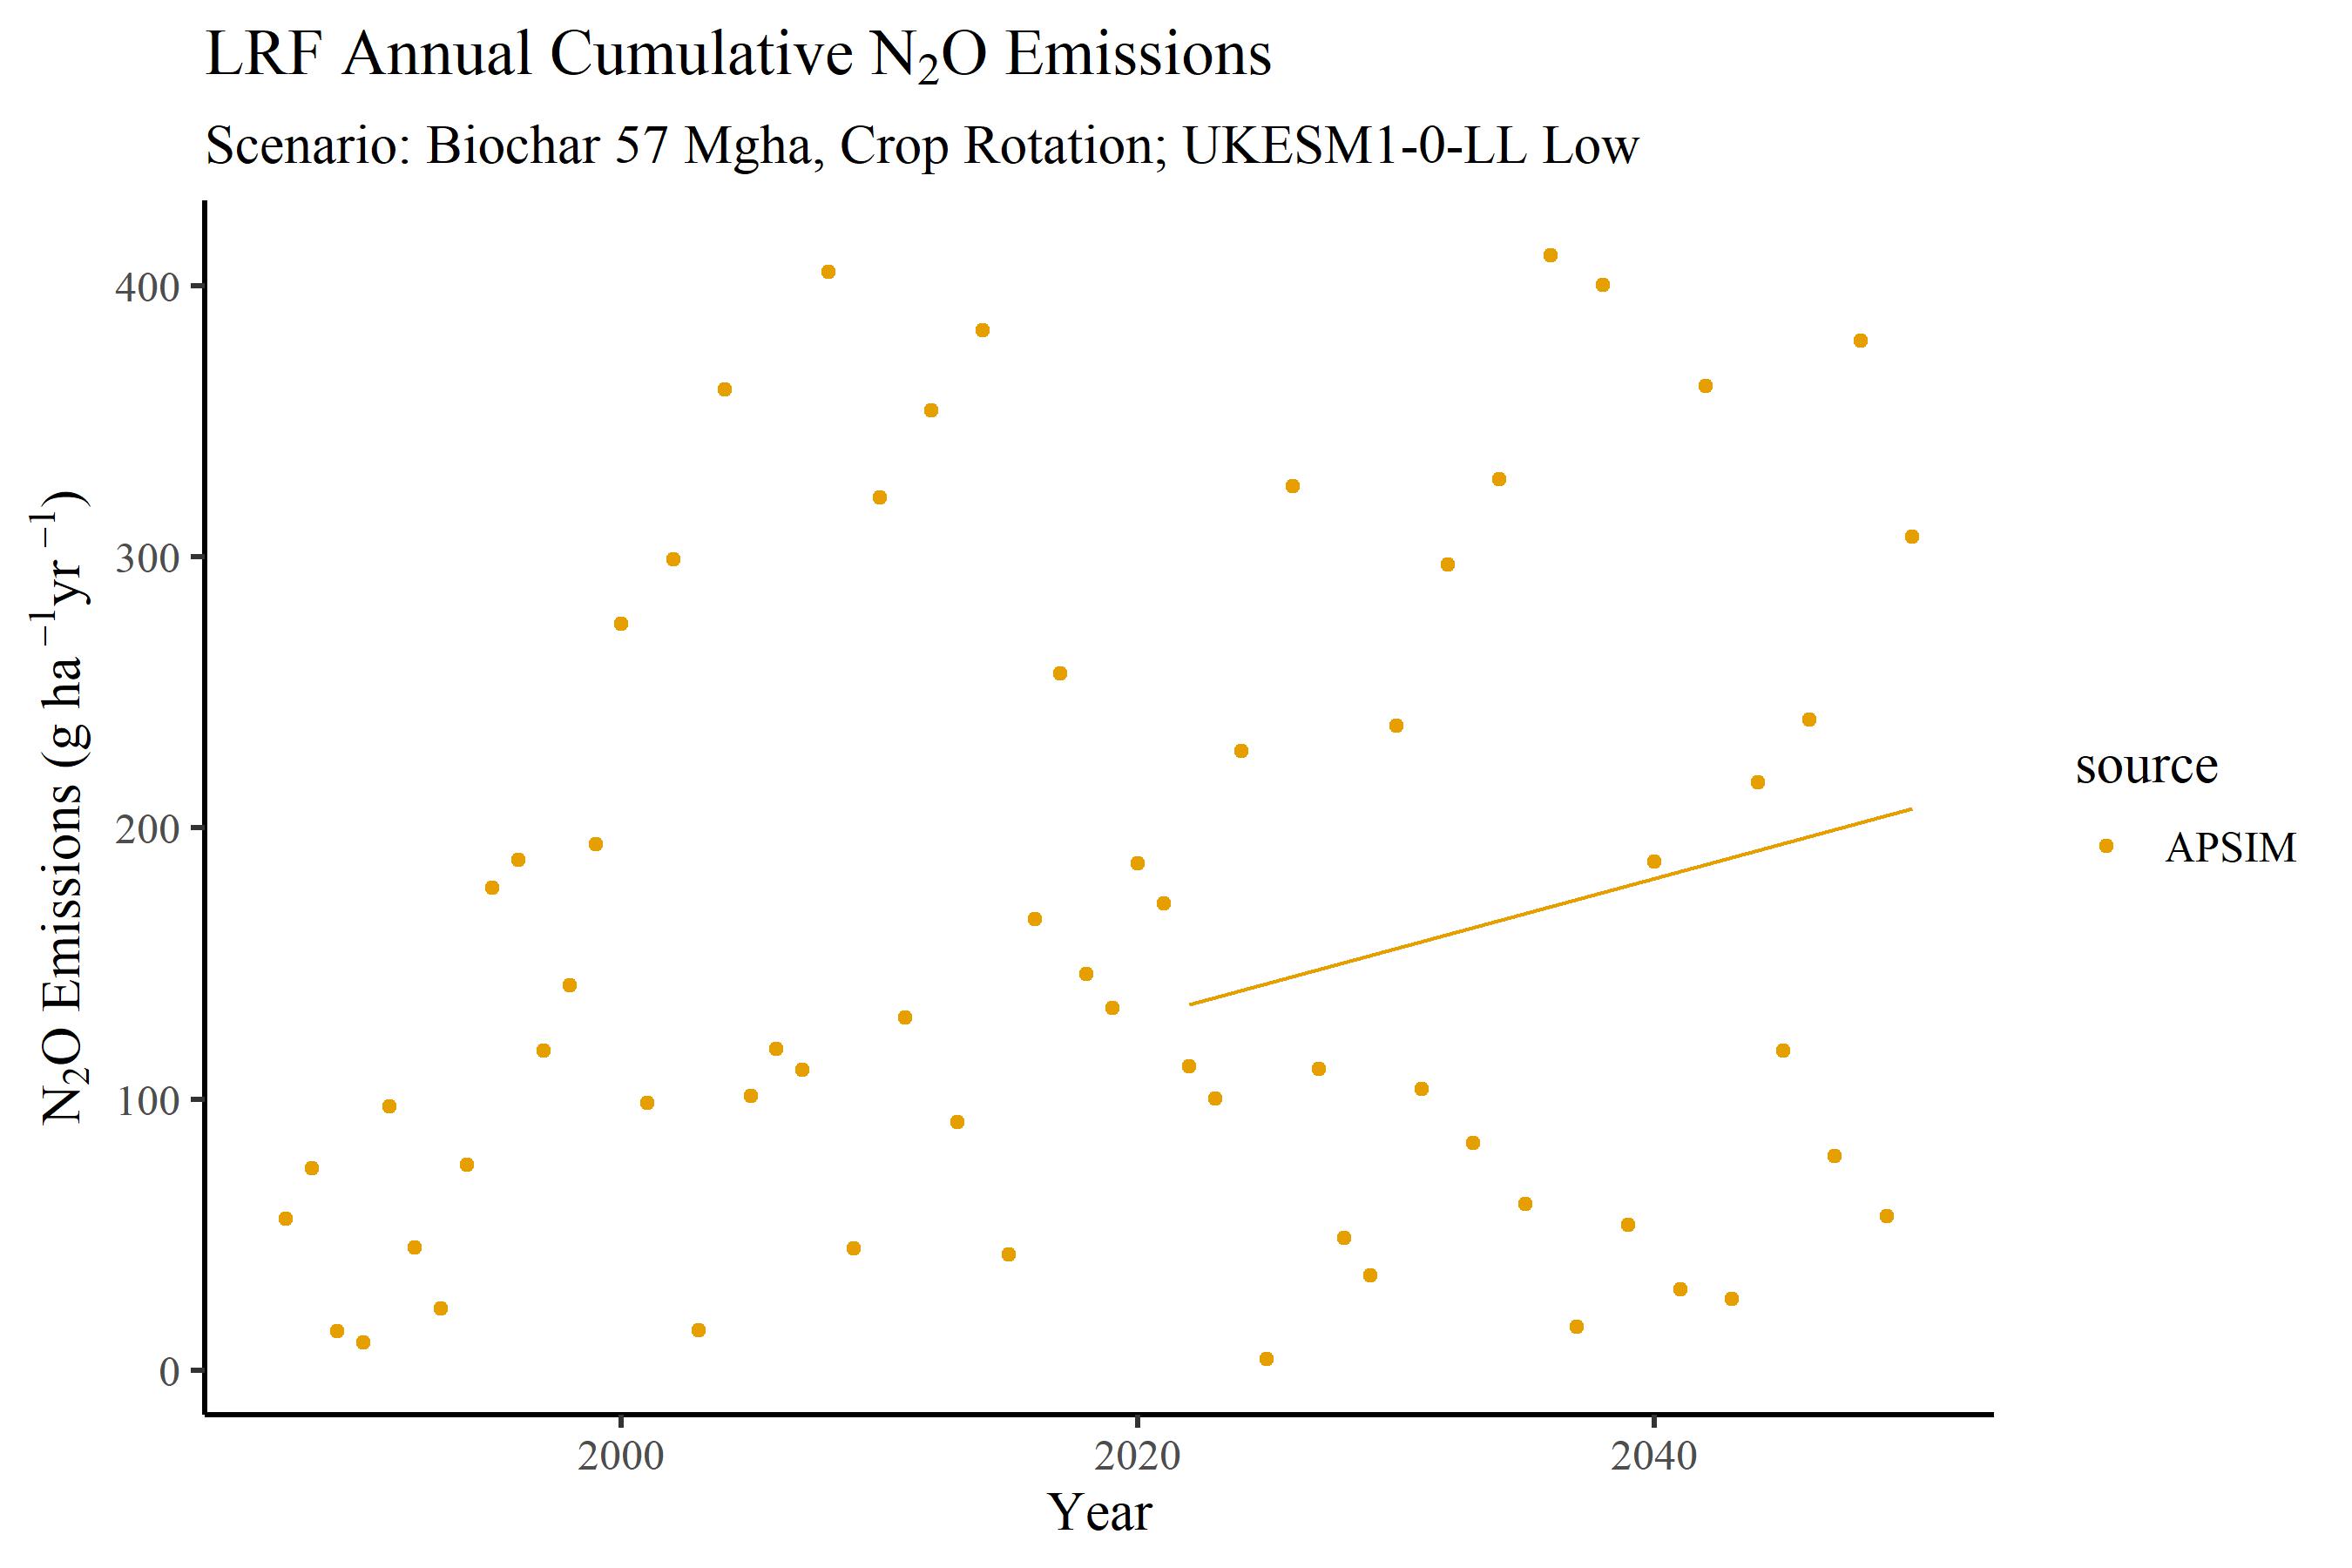 LRF Annual Cumulative N₂O Emissions
Scenario: Biochar 57 Mgha, Crop Rotation; UKESM1-0-LL Low
N₂O Emissions (g ha⁻¹yr⁻¹)
400
300
200
100
0
2000
2020
2040
Year
source
APSIM